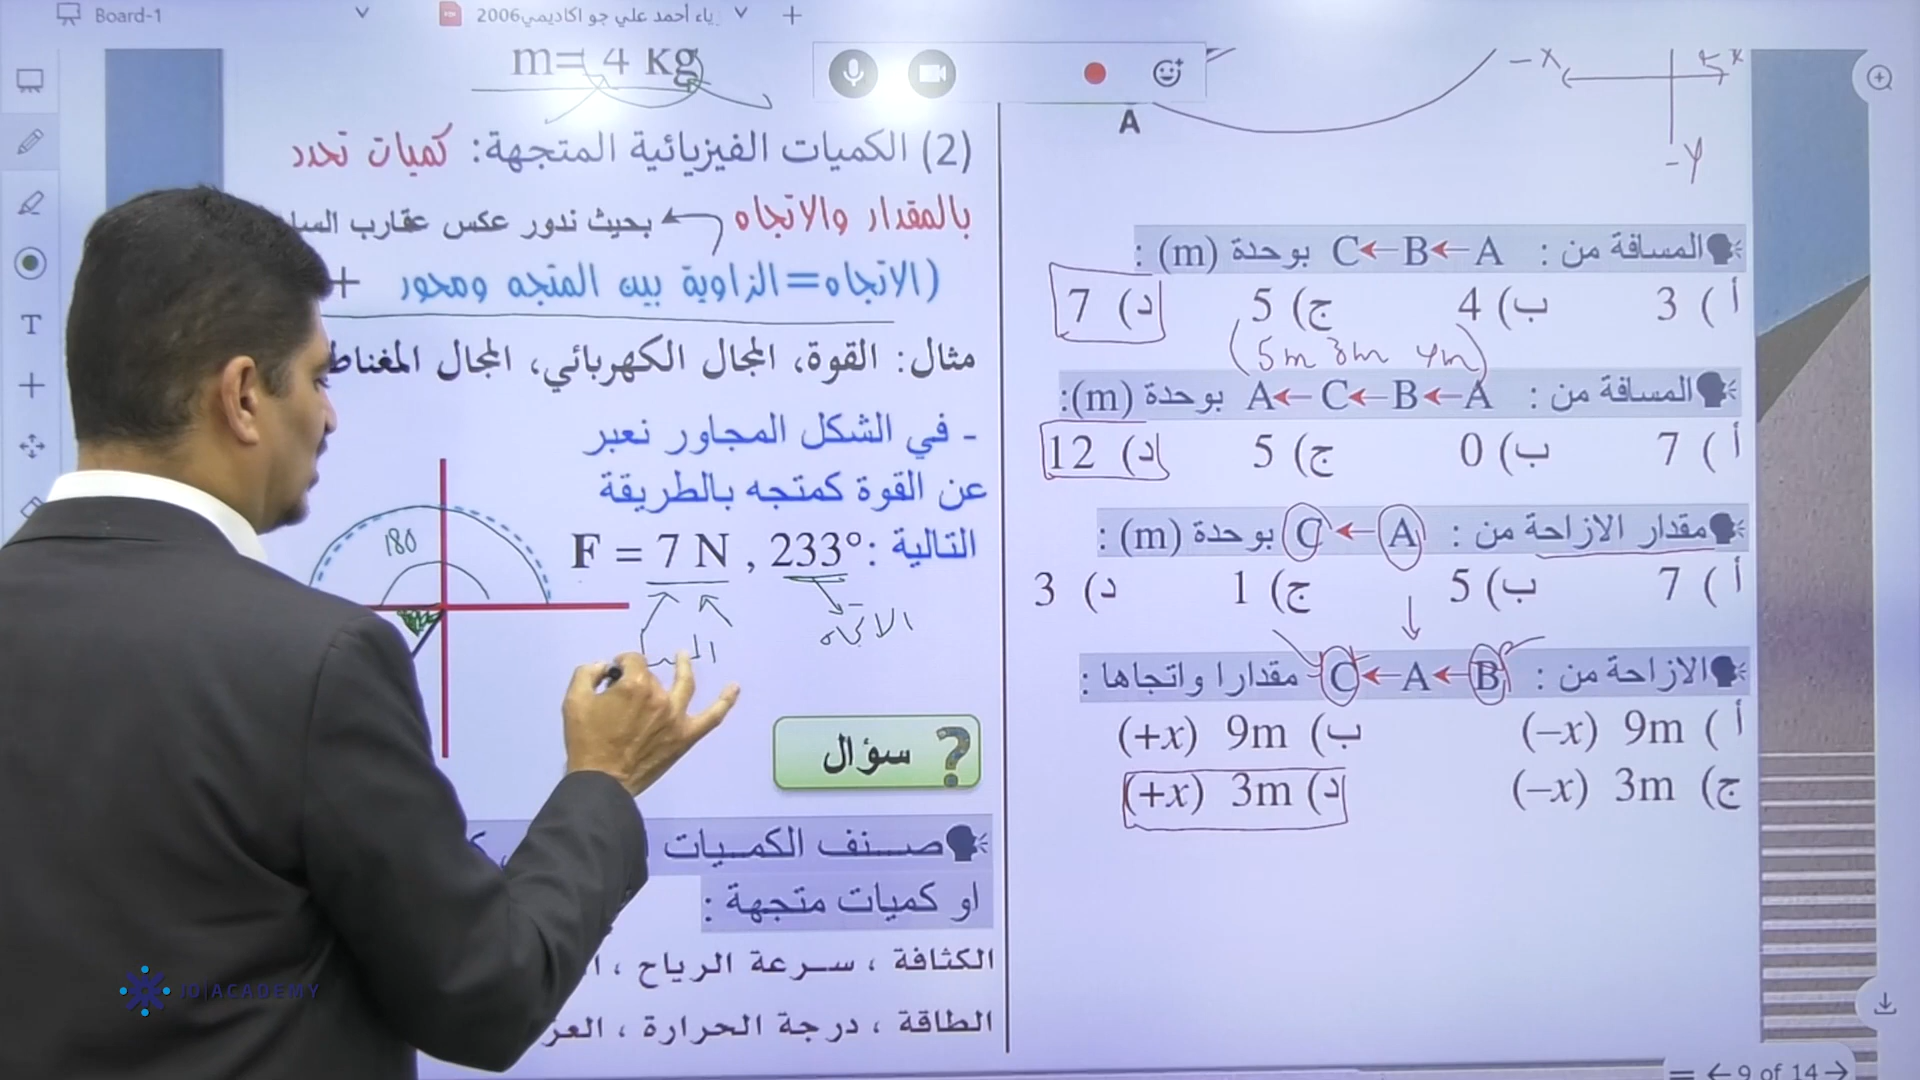 Board-1
ياء أحمد علي جو اكاديمي2006
m= 4 kg
-x
x
A
-y
(2) الكميات الفيزيائية المتجهة: كميات تحدد
بالمقدار والاتجاه
بحيث ندور عكس عقارب
(الاتجاه=الزاوية بين المتجه ومحور +
مثال: القوة، المجال الكهربائي، المجال
- في الشكل المجاور نعبر
عن القوة كمتجه بالطريقة
التالية: F = 7 N , 233°
180
الاتجاه
سؤال ?
صنف الكميات
او كميات متجهة :
الكثافة ، سرعة الرياح ،
الطاقة ، درجة الحرارة ،
المسافة من : C←B←A بوحدة (m) :
أ ) 3 ب) 4 ج) 5 د) 7
(5m 3m 4m)
المسافة من : A←C←B←A بوحدة (m):
أ ) 7 ب) 0 ج) 5 د) 12
مقدار الازاحة من : C←A بوحدة (m) :
أ ) 7 ب) 5 ج) 1 د) 3
الازاحة من : C←A←B مقدارا واتجاها :
أ ) 9m (–x) ب) 9m (+x)
ج) 3m (–x) د) 3m (+x)
JO|ACADEMY
9 of 14